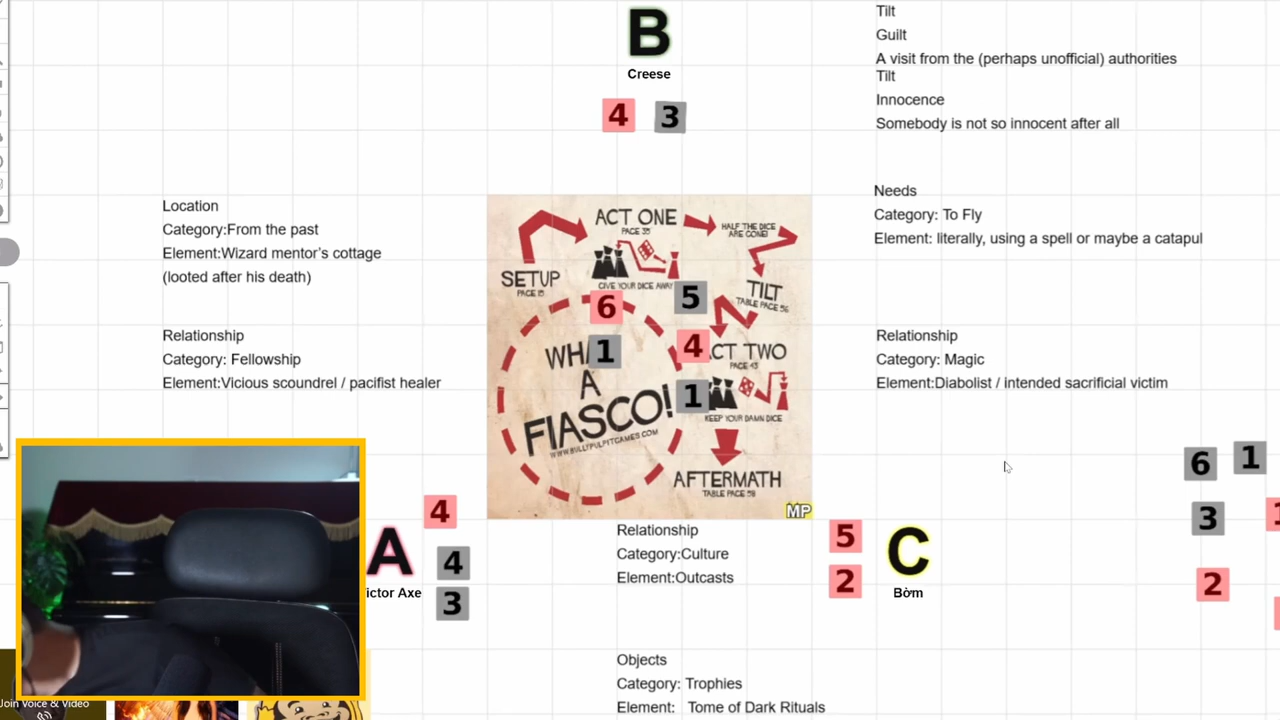 B
Creese
4 3
Tilt
Guilt
A visit from the (perhaps unofficial) authorities
Tilt
Innocence
Somebody is not so innocent after all
Location
Category:From the past
Element:Wizard mentor's cottage
(looted after his death)
Needs
Category: To Fly
Element: literally, using a spell or maybe a catapul
ACT ONE
PAGE 35
HALF THE DICE
ARE GONE!
SETUP
PAGE 15
GIVE YOUR DICE AWAY
TILT
TABLE PAGE 56
6 5
1 4
1
WHA
A
FIASCO!
WWW.BULLYPULPITGAMES.COM
CT TWO
PAGE 43
KEEP YOUR DAMN DICE
AFTERMATH
TABLE PAGE 58
MP
Relationship
Category: Fellowship
Element:Vicious scoundrel / pacifist healer
Relationship
Category: Magic
Element:Diabolist / intended sacrificial victim
6 1
3 1
2
4
A
4
3
ictor Axe
Relationship
Category:Culture
Element:Outcasts
5
2
C
Bờm
Objects
Category: Trophies
Element: Tome of Dark Rituals
Join Voice & Video